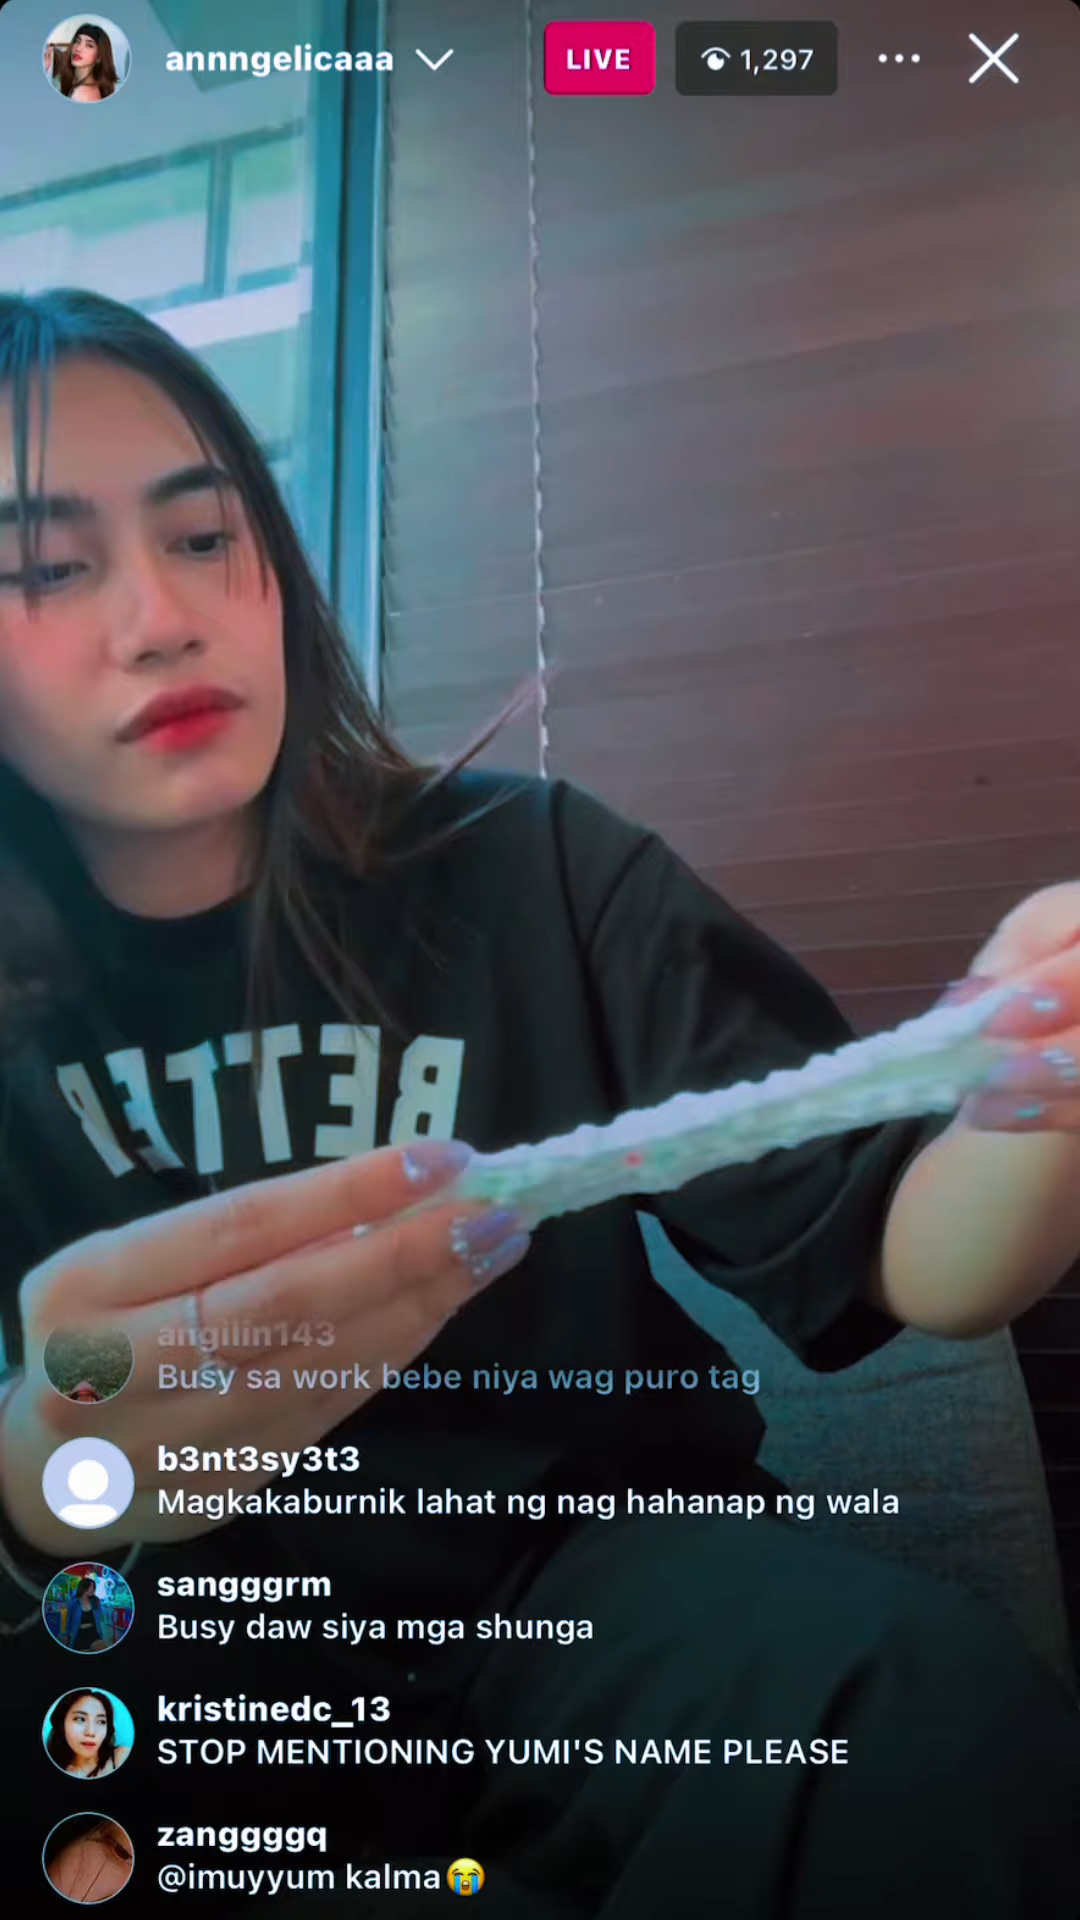 annngelicaaa
LIVE
1,297
BETTER
angilin143
Busy sa work bebe niya wag puro tag
b3nt3sy3t3
Magkakaburnik lahat ng nag hahanap ng wala
sangggrm
Busy daw siya mga shunga
kristinedc_13
STOP MENTIONING YUMI'S NAME PLEASE
zanggggq
@imuyyum kalma😭